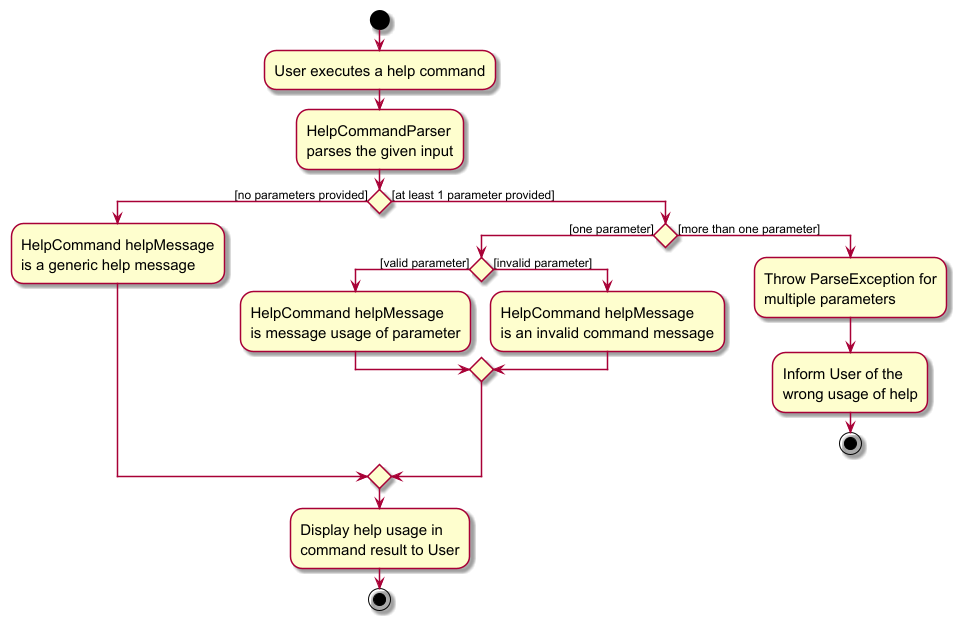 User executes a help command
HelpCommandParser
parses the given input
[no parameters provided]
[at least 1 parameter provided]
HelpCommand helpMessage
is a generic help message
[one parameter]
[more than one parameter]
[valid parameter]
[invalid parameter]
HelpCommand helpMessage
is message usage of parameter
HelpCommand helpMessage
is an invalid command message
Throw ParseException for
multiple parameters
Inform User of the
wrong usage of help
Display help usage in
command result to User